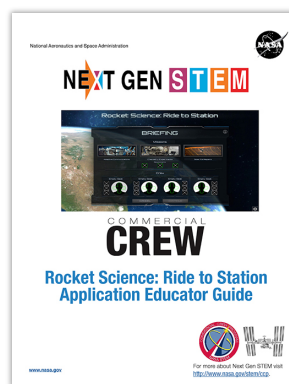 National Aeronautics and Space Administration
NASA
NEXT GEN STEM
Rocket Science: Ride to Station
BRIEFING
COMMERCIAL
CREW
Rocket Science: Ride to Station
Application Educator Guide
www.nasa.gov
For more about Next Gen STEM visit
http://www.nasa.gov/stem/ccp.